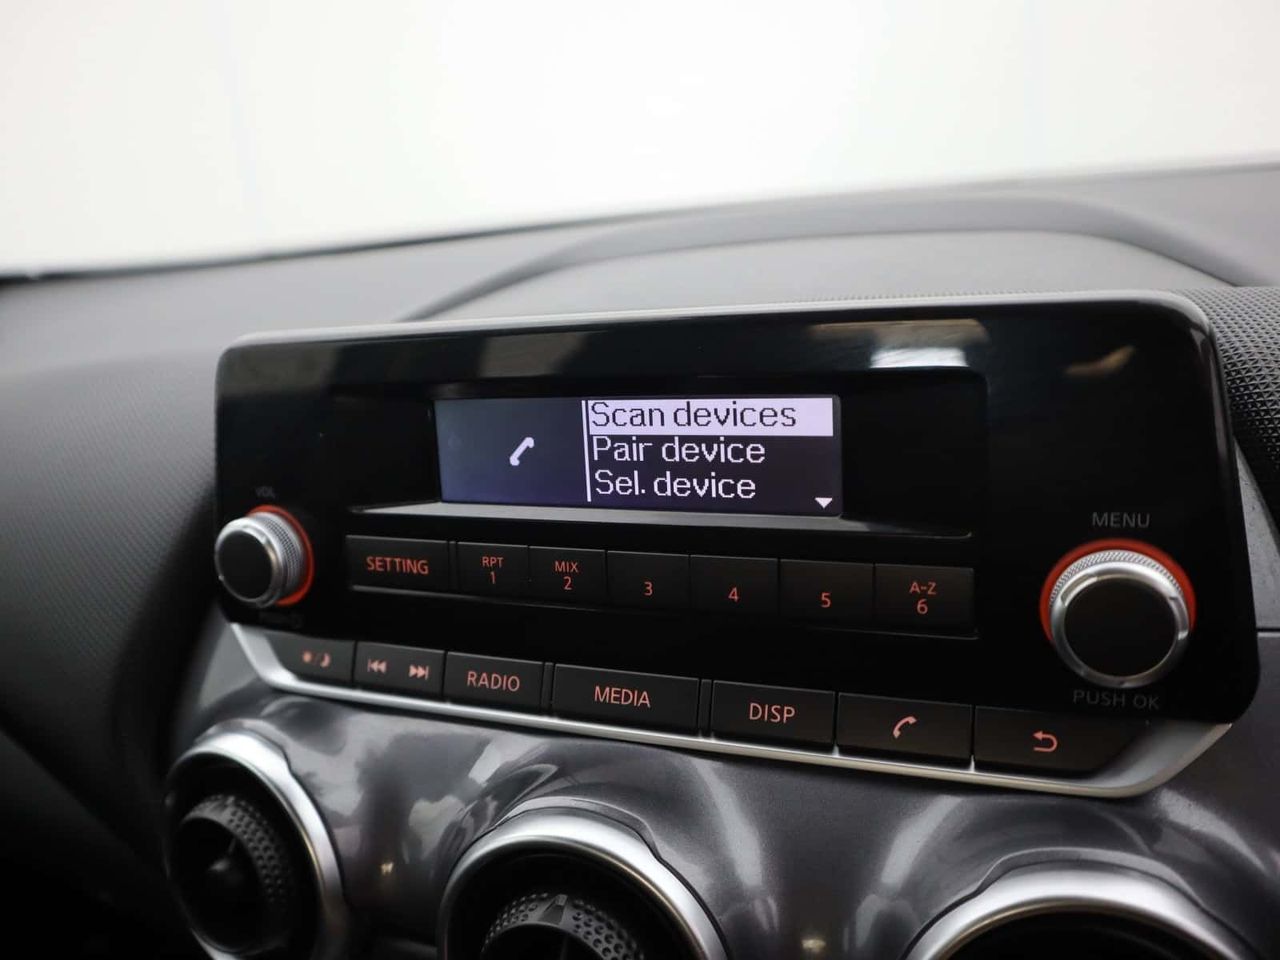 Scan devices
Pair device
Sel. device
VOL
MENU
SETTING
RPT
1
MIX
2
3
4
5
A-Z
6
RADIO
MEDIA
DISP
PUSH OK